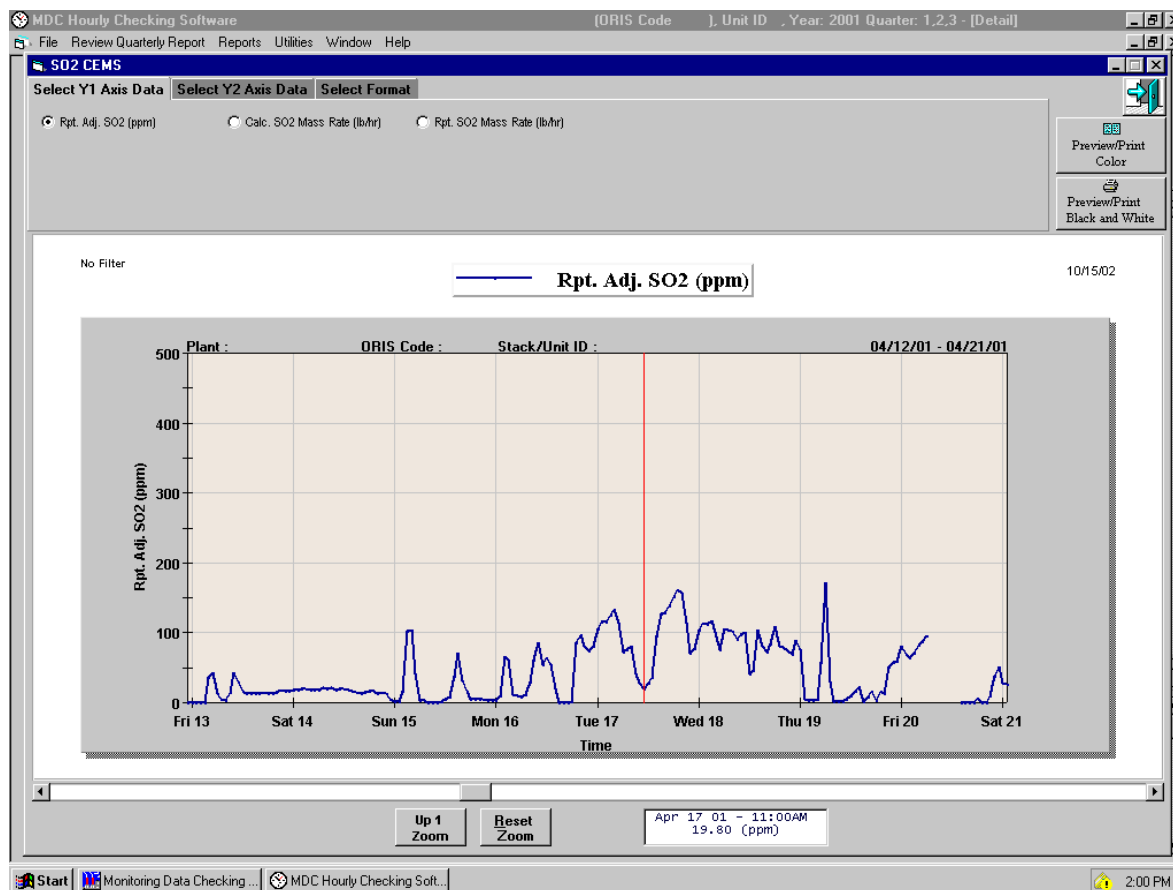 MDC Hourly Checking Software (ORIS Code ), Unit ID , Year: 2001 Quarter: 1,2,3 - [Detail]
File Review Quarterly Report Reports Utilities Window Help
SO2 CEMS
Select Y1 Axis Data Select Y2 Axis Data Select Format
Rpt. Adj. SO2 (ppm) Calc. SO2 Mass Rate (lb/hr) Rpt. SO2 Mass Rate (lb/hr)
Preview/Print
Color
Preview/Print
Black and White
No Filter
Rpt. Adj. SO2 (ppm)
10/15/02
Plant : ORIS Code : Stack/Unit ID : 04/12/01 - 04/21/01
500
400
300
200
100
0
Rpt. Adj. SO2 (ppm)
Fri 13 Sat 14 Sun 15 Mon 16 Tue 17 Wed 18 Thu 19 Fri 20 Sat 21
Time
Up 1
Zoom
Reset
Zoom
Apr 17 01 - 11:00AM
19.80 (ppm)
Start Monitoring Data Checking ... MDC Hourly Checking Soft... 2:00 PM